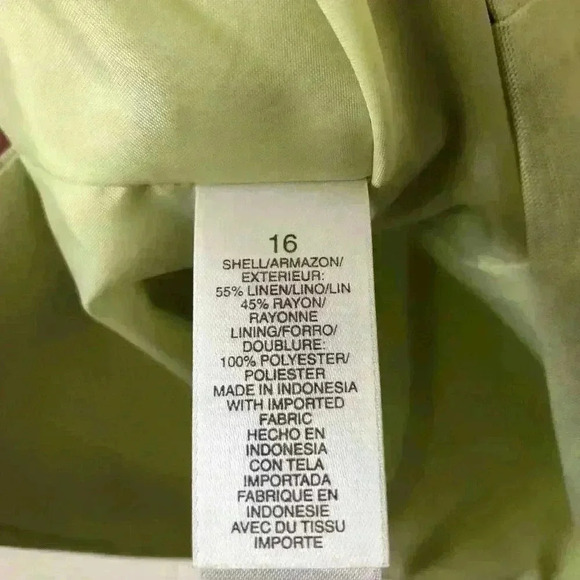 16
SHELL/ARMAZON/
EXTERIEUR:
55% LINEN/LINO/LIN
45% RAYON/
RAYONNE
LINING/FORRO/
DOUBLURE:
100% POLYESTER/
POLIESTER
MADE IN INDONESIA
WITH IMPORTED
FABRIC
HECHO EN
INDONESIA
CON TELA
IMPORTADA
FABRIQUE EN
INDONESIE
AVEC DU TISSU
IMPORTE